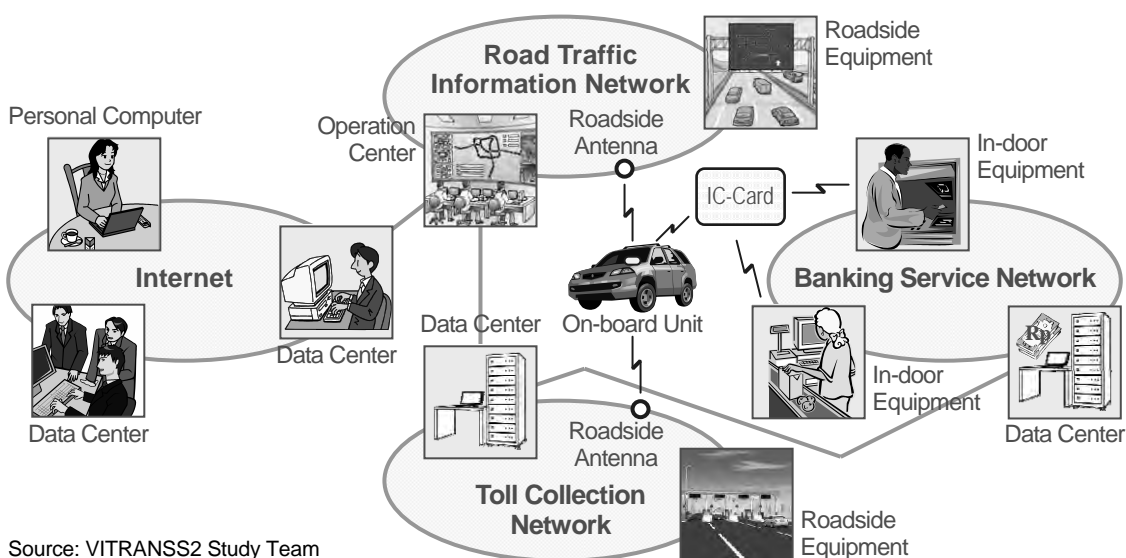 Road Traffic
Information Network
Roadside
Equipment
Personal Computer
Operation
Center
Roadside
Antenna
In-door
Equipment
IC-Card
Internet
Banking Service Network
Data Center
On-board Unit
Data Center
Rp
In-door
Equipment
Data Center
Data Center
Roadside
Antenna
Toll Collection
Network
Roadside
Equipment
Source: VITRANSS2 Study Team